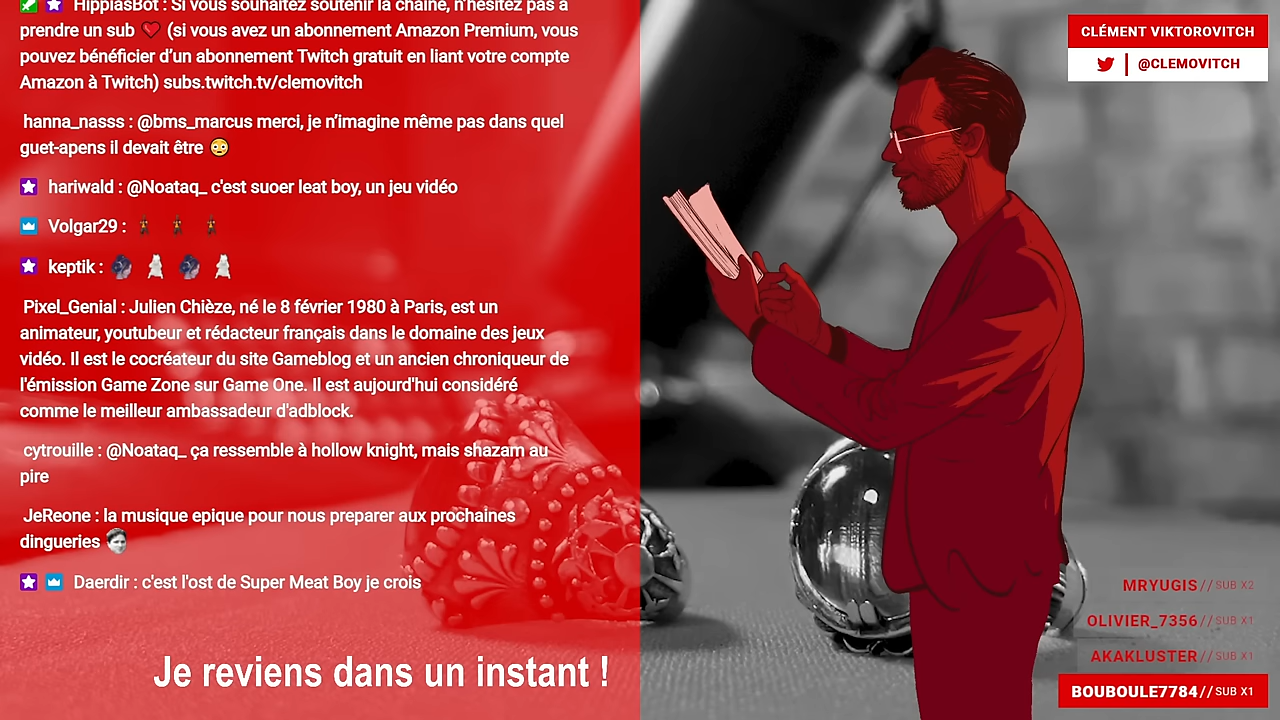 HippiasBot : Si vous souhaitez soutenir la chaîne, n'hésitez pas à
prendre un sub ❤️ (si vous avez un abonnement Amazon Premium, vous
pouvez bénéficier d'un abonnement Twitch gratuit en liant votre compte
Amazon à Twitch) subs.twitch.tv/clemovitch
hanna_nasss : @bms_marcus merci, je n'imagine même pas dans quel
guet-apens il devait être 😳
hariwald : @Noataq_ c'est suoer leat boy, un jeu vidéo
Volgar29 :
keptik :
Pixel_Genial : Julien Chièze, né le 8 février 1980 à Paris, est un
animateur, youtubeur et rédacteur français dans le domaine des jeux
vidéo. Il est le cocréateur du site Gameblog et un ancien chroniqueur de
l'émission Game Zone sur Game One. Il est aujourd'hui considéré
comme le meilleur ambassadeur d'adblock.
cytrouille : @Noataq_ ça ressemble à hollow knight, mais shazam au
pire
JeReone : la musique epique pour nous preparer aux prochaines
dingueries
Daerdir : c'est l'ost de Super Meat Boy je crois
Je reviens dans un instant !
CLÉMENT VIKTOROVITCH
@CLEMOVITCH
MRYUGIS // SUB X2
OLIVIER_7356 // SUB X1
AKAKLUSTER // SUB X1
BOUBOULE7784 // SUB X1